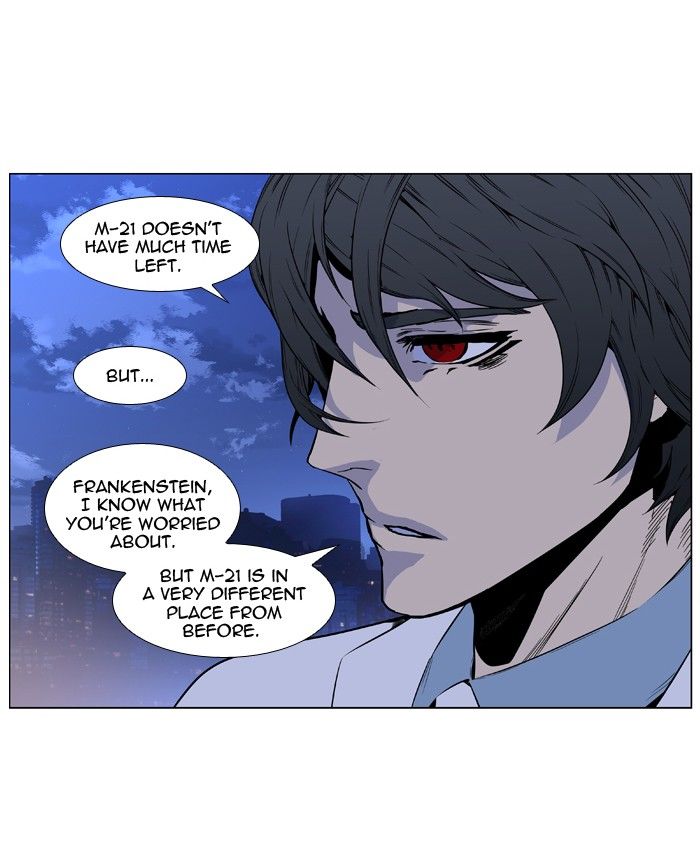 M-21 DOESN'T
HAVE MUCH TIME
LEFT.
BUT...
FRANKENSTEIN,
I KNOW WHAT
YOU'RE WORRIED
ABOUT.
BUT M-21 IS IN
A VERY DIFFERENT
PLACE FROM
BEFORE.